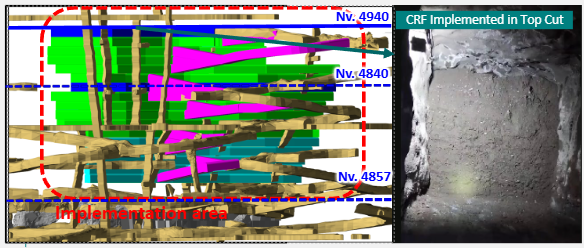 Nv. 4940
CRF Implemented in Top Cut
Nv. 4840
Nv. 4857
Implementation area